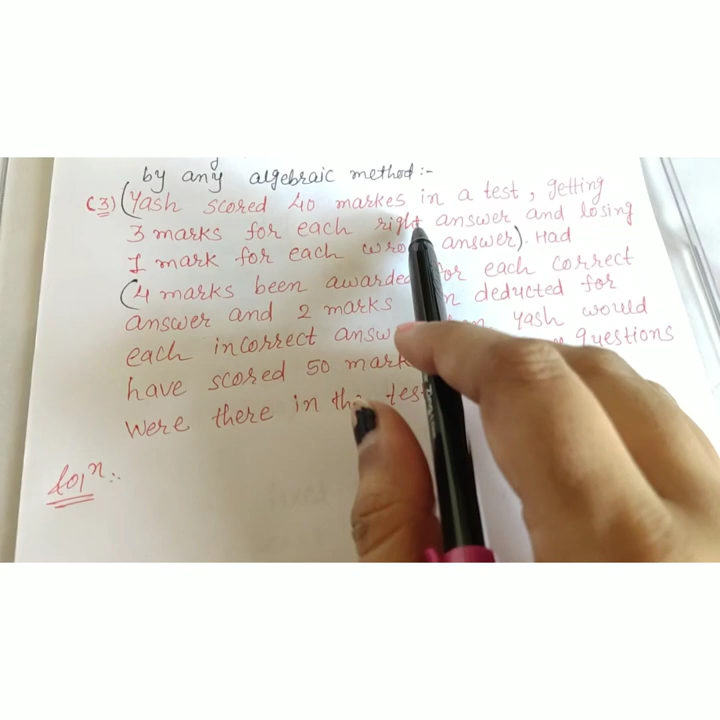 by any algebraic method:-
(3) (Yash scored 40 markes in a test, getting
3 marks for each right answer and losing
1 mark for each answer). Had
(4 marks been awarded for each correct
answer and 2 marks deducted for
each incorrect Yash would
have scored 50 questions
Were there in the
Solⁿ: